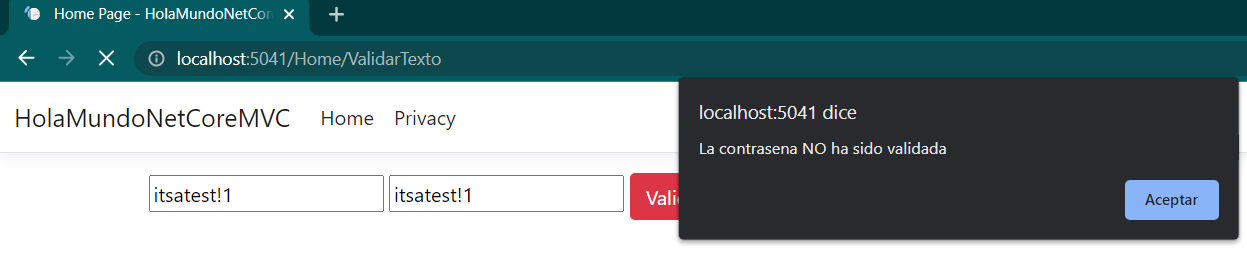 Home Page - HolaMundoNetCor
localhost:5041/Home/ValidarTexto
HolaMundoNetCoreMVC Home Privacy
localhost:5041 dice
La contrasena NO ha sido validada
Aceptar
itsatest!1 itsatest!1 Vali